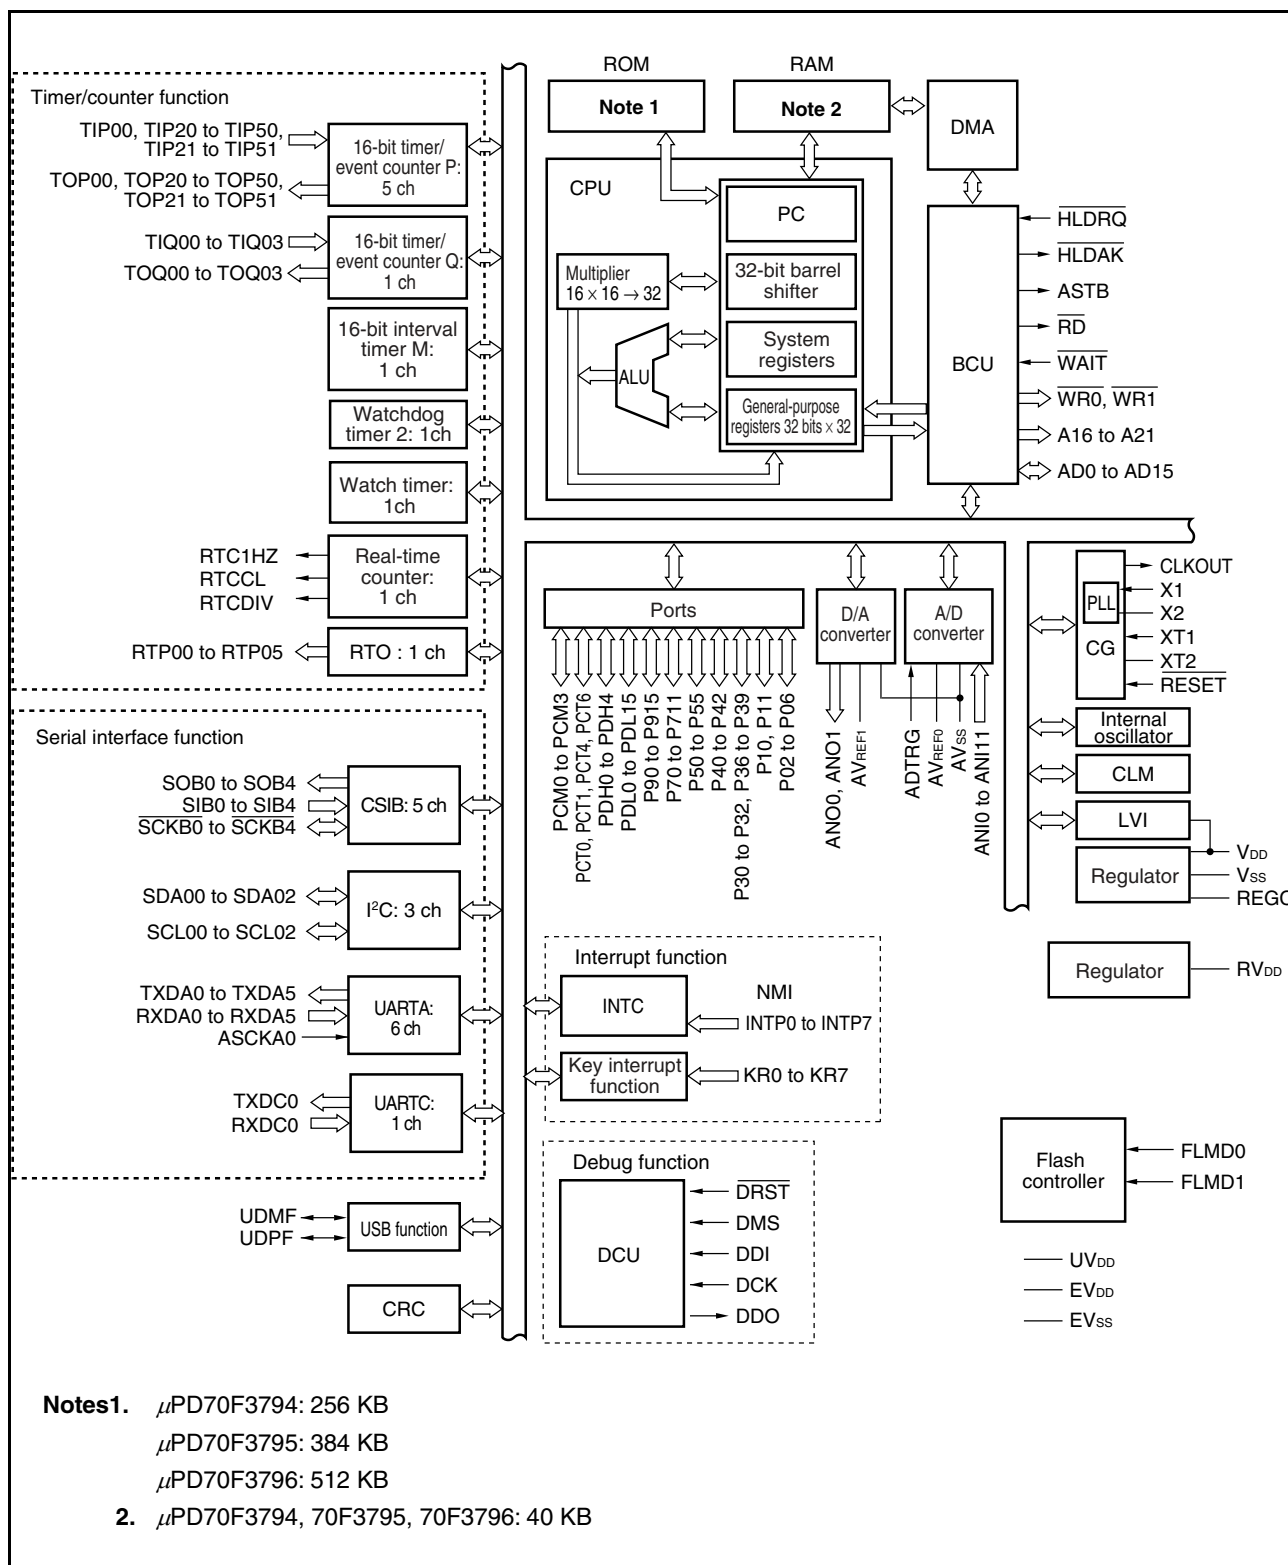 ROM
RAM
Timer/counter function
TIP00, TIP20 to TIP50,
TIP21 to TIP51
TOP00, TOP20 to TOP50,
TOP21 to TOP51
16-bit timer/
event counter P:
5 ch
TIQ00 to TIQ03
TOQ00 to TOQ03
16-bit timer/
event counter Q:
1 ch
16-bit interval
timer M:
1 ch
Watchdog
timer 2: 1ch
Watch timer:
1ch
RTC1HZ
RTCCL
RTCDIV
Real-time
counter:
1 ch
RTP00 to RTP05
RTO : 1 ch
Serial interface function
SOB0 to SOB4
SIB0 to SIB4
SCKB0 to SCKB4
CSIB: 5 ch
SDA00 to SDA02
SCL00 to SCL02
I²C: 3 ch
TXDA0 to TXDA5
RXDA0 to RXDA5
ASCKA0
UARTA:
6 ch
TXDC0
RXDC0
UARTC:
1 ch
UDMF
UDPF
USB function
CRC
Note 1
Note 2
DMA
CPU
PC
Multiplier
16 × 16 → 32
32-bit barrel
shifter
ALU
System
registers
General-purpose
registers 32 bits × 32
BCU
HLDRQ
HLDAK
ASTB
RD
WAIT
WR0, WR1
A16 to A21
AD0 to AD15
Ports
PCM0 to PCM3
PCT0, PCT1, PCT4, PCT6
PDH0 to PDH4
PDL0 to PDL15
P90 to P915
P70 to P711
P50 to P55
P40 to P42
P30 to P32, P36 to P39
P10, P11
P02 to P06
D/A
converter
ANO0, ANO1
AVREF1
A/D
converter
ADTRG
AVREF0
AVSS
ANI0 to ANI11
PLL
CG
CLKOUT
X1
X2
XT1
XT2
RESET
Internal
oscillator
CLM
LVI
Regulator
VDD
VSS
REGC
Regulator
RVDD
Interrupt function
INTC
NMI
INTP0 to INTP7
Key interrupt
function
KR0 to KR7
Debug function
DCU
DRST
DMS
DDI
DCK
DDO
Flash
controller
FLMD0
FLMD1
UVDD
EVDD
EVSS
Notes1. μPD70F3794: 256 KB
μPD70F3795: 384 KB
μPD70F3796: 512 KB
2. μPD70F3794, 70F3795, 70F3796: 40 KB